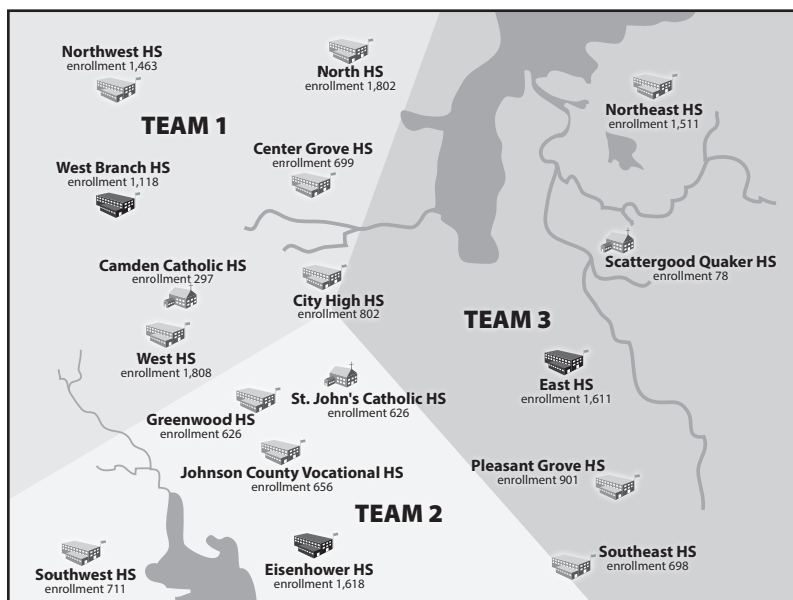 Northwest HS
enrollment 1,463
North HS
enrollment 1,802
Northeast HS
enrollment 1,511
TEAM 1
Center Grove HS
enrollment 699
West Branch HS
enrollment 1,118
Camden Catholic HS
enrollment 297
Scattergood Quaker HS
enrollment 78
City High HS
enrollment 802
TEAM 3
West HS
enrollment 1,808
East HS
enrollment 1,611
St. John's Catholic HS
enrollment 626
Greenwood HS
enrollment 626
Johnson County Vocational HS
enrollment 656
Pleasant Grove HS
enrollment 901
TEAM 2
Southwest HS
enrollment 711
Eisenhower HS
enrollment 1,618
Southeast HS
enrollment 698